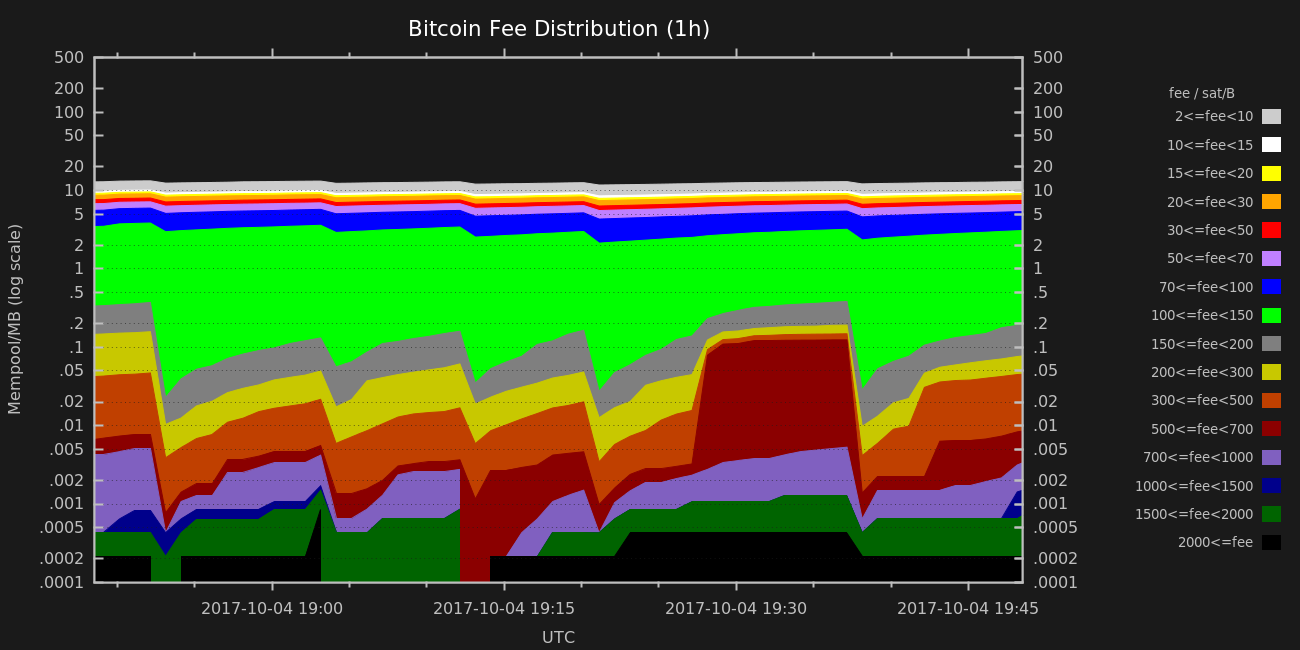 Bitcoin Fee Distribution (1h)
500
200
100
50
20
10
5
2
1
.5
.2
.1
.05
.02
.01
.005
.002
.001
.0005
.0002
.0001
Mempool/MB (log scale)
500
200
100
50
20
10
5
2
1
.5
.2
.1
.05
.02
.01
.005
.002
.001
.0005
.0002
.0001
2017-10-04 19:00
2017-10-04 19:15
2017-10-04 19:30
2017-10-04 19:45
UTC
fee / sat/B
2<=fee<10
10<=fee<15
15<=fee<20
20<=fee<30
30<=fee<50
50<=fee<70
70<=fee<100
100<=fee<150
150<=fee<200
200<=fee<300
300<=fee<500
500<=fee<700
700<=fee<1000
1000<=fee<1500
1500<=fee<2000
2000<=fee